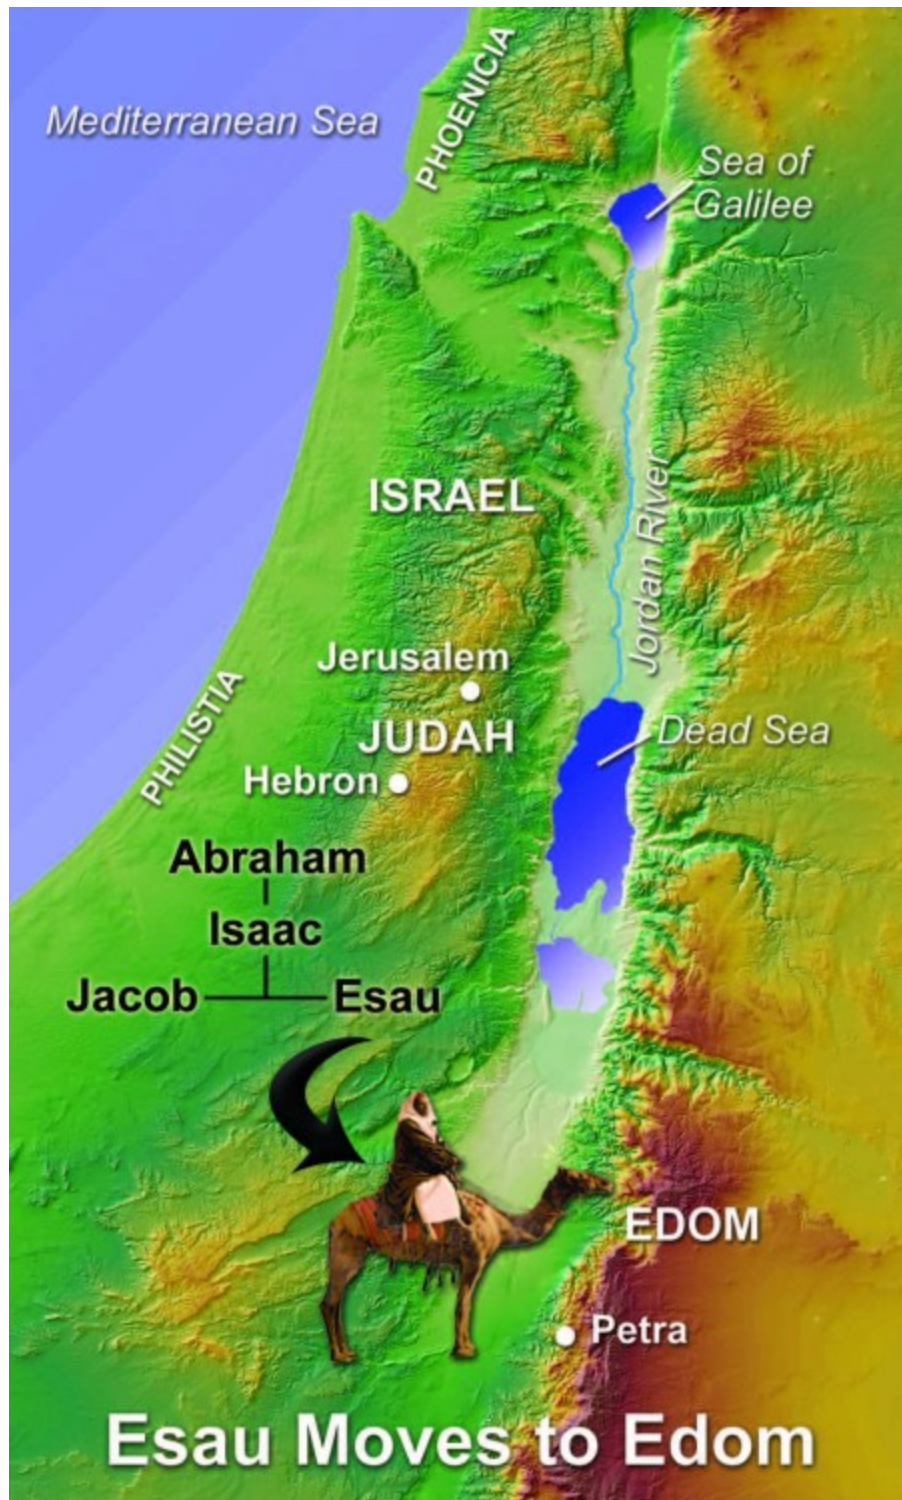 PHOENICIA
Mediterranean Sea
Sea of
Galilee
ISRAEL
Jordan River
Jerusalem
PHILISTIA
JUDAH
Dead Sea
Hebron
Abraham
Isaac
Jacob
Esau
EDOM
Petra
Esau Moves to Edom